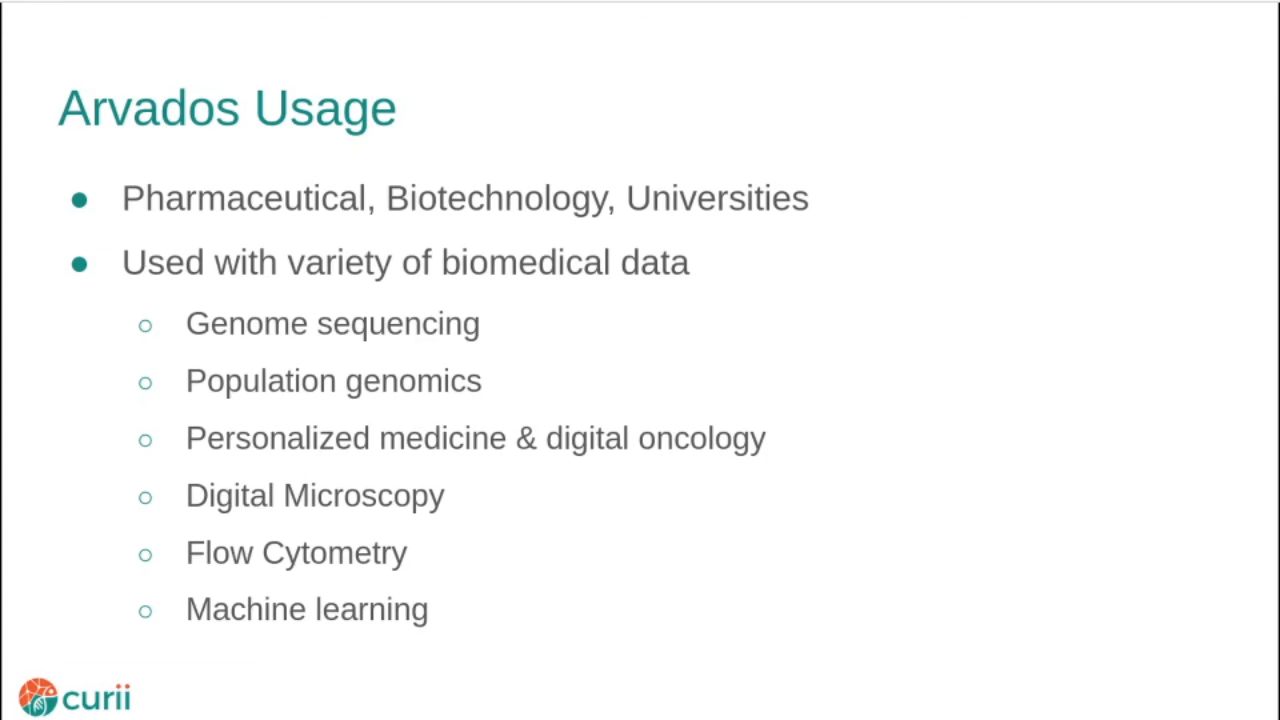 Arvados Usage
● Pharmaceutical, Biotechnology, Universities
● Used with variety of biomedical data
○ Genome sequencing
○ Population genomics
○ Personalized medicine & digital oncology
○ Digital Microscopy
○ Flow Cytometry
○ Machine learning
curii